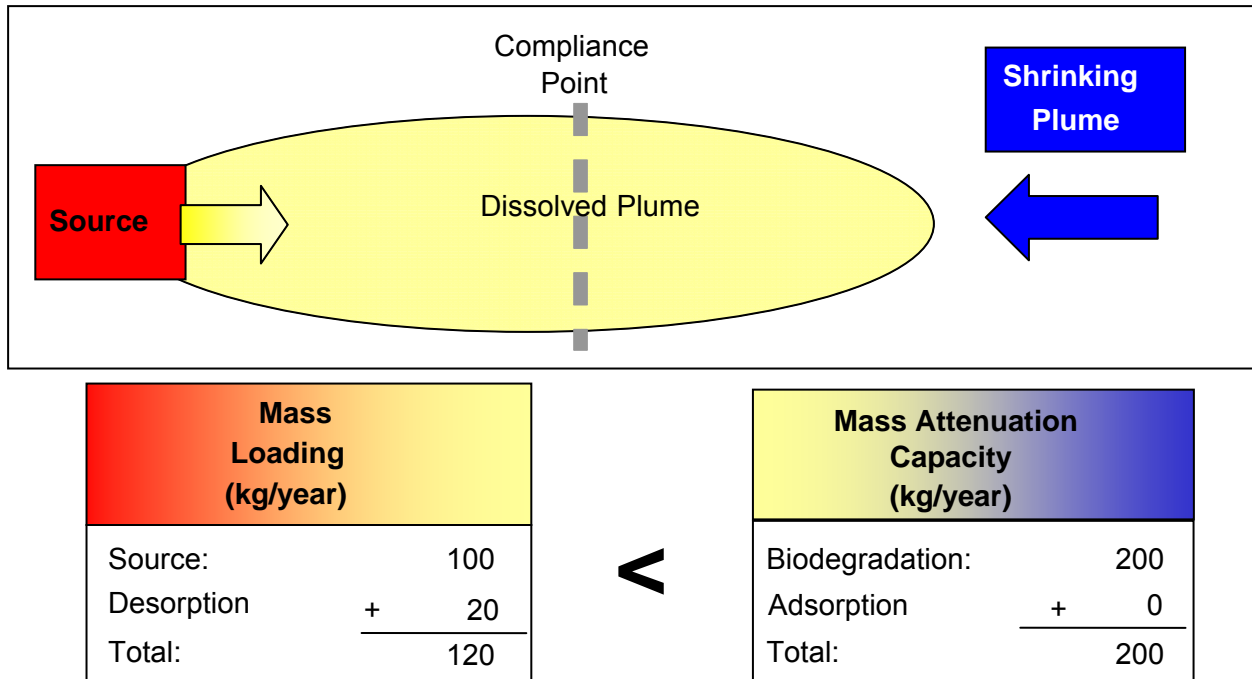 Compliance
Point
Shrinking
Plume
Source
Dissolved Plume
Mass
Loading
(kg/year)
Source: 100
Desorption + 20
Total: 120
<
Mass Attenuation
Capacity
(kg/year)
Biodegradation: 200
Adsorption + 0
Total: 200